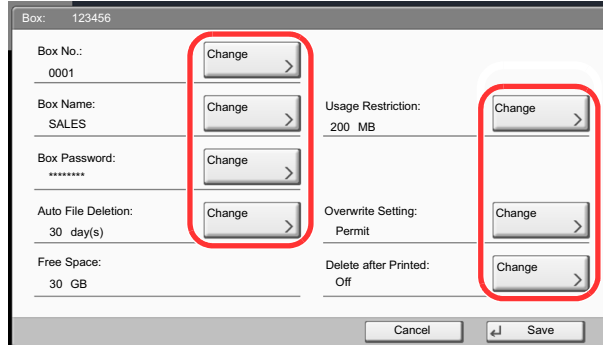 Box: 123456
Box No.:
0001
Change
Box Name:
SALES
Change
Usage Restriction:
200 MB
Change
Box Password:
********
Change
Auto File Deletion:
30 day(s)
Change
Overwrite Setting:
Permit
Change
Free Space:
30 GB
Delete after Printed:
Off
Change
Cancel
Save